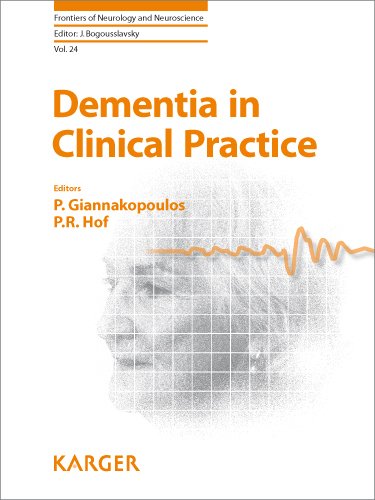 Frontiers of Neurology and Neuroscience
Editor: J. Bogousslavsky
Vol. 24
Dementia in
Clinical Practice
Editors
P. Giannakopoulos
P.R. Hof
KARGER